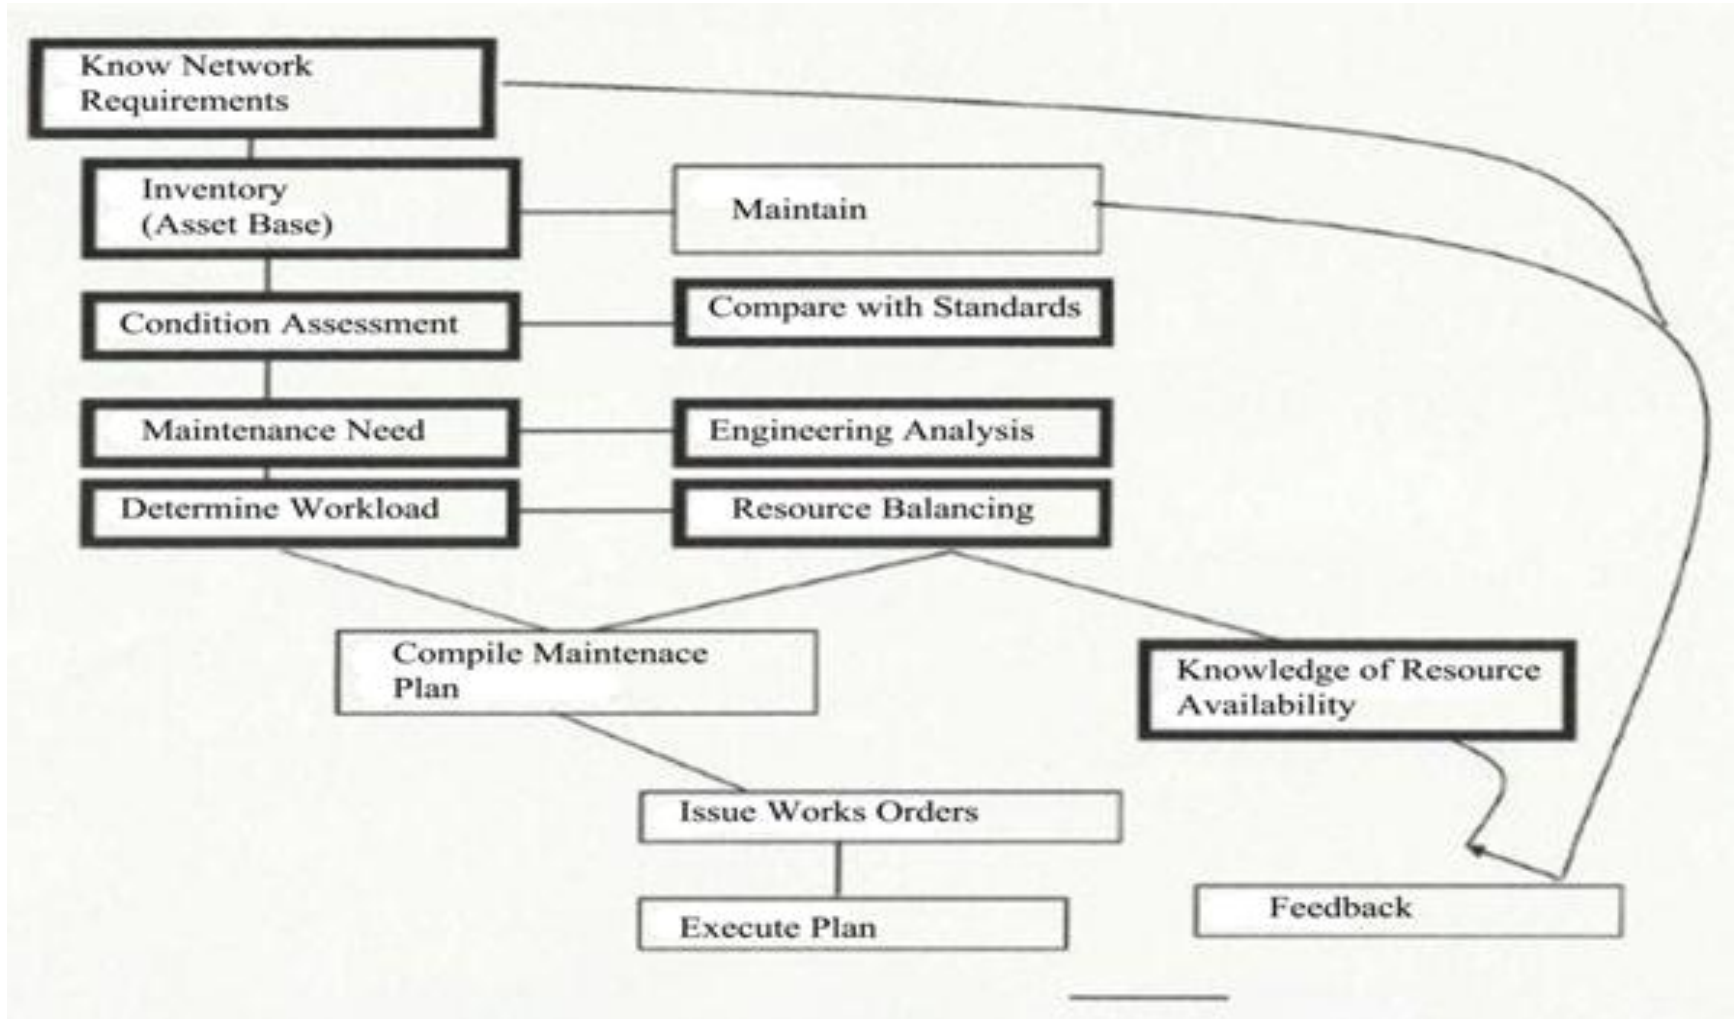 Know Network
Requirements
Inventory
(Asset Base)
Maintain
Condition Assessment
Compare with Standards
Maintenance Need
Engineering Analysis
Determine Workload
Resource Balancing
Compile Maintenace
Plan
Knowledge of Resource
Availability
Issue Works Orders
Execute Plan
Feedback